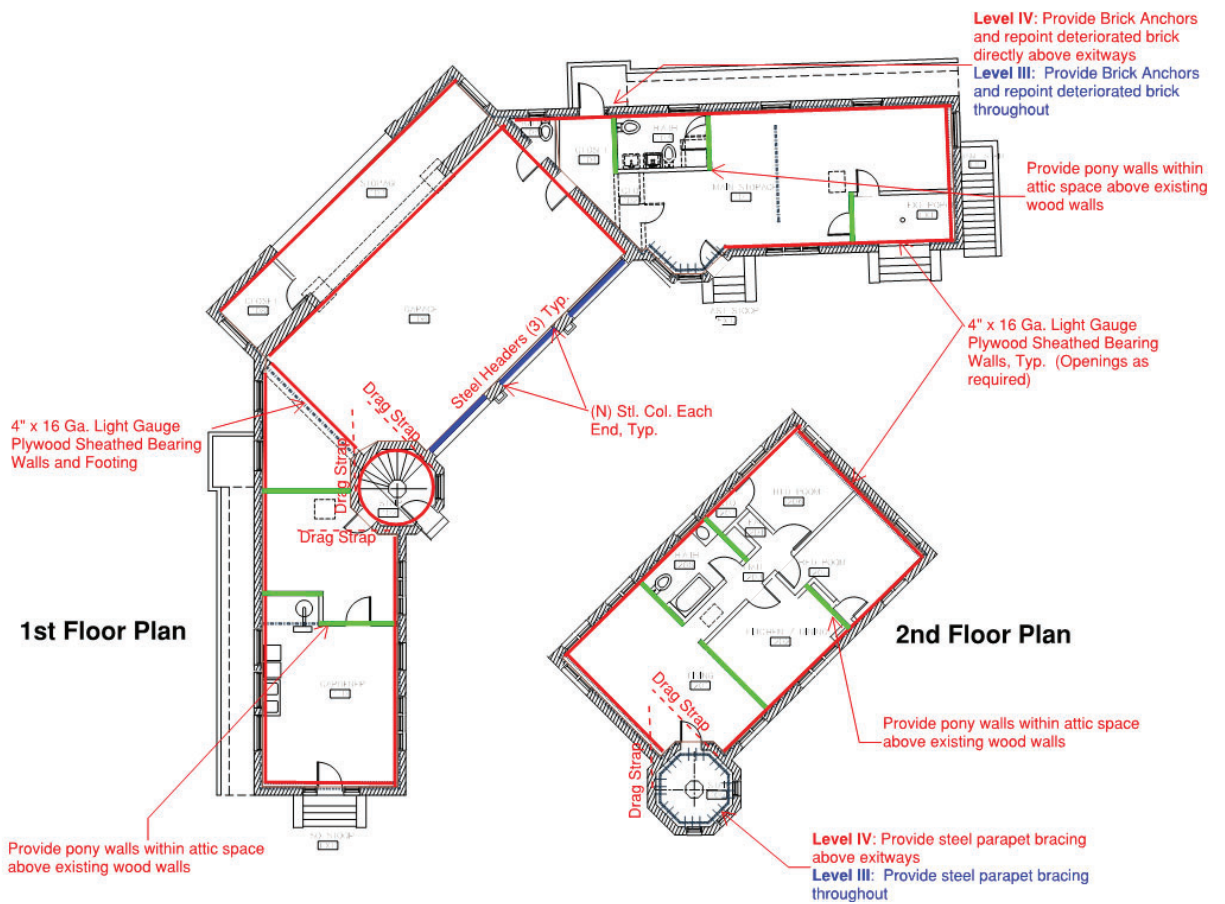 Level IV: Provide Brick Anchors
and repoint deteriorated brick
directly above exitways
Level III: Provide Brick Anchors
and repoint deteriorated brick
throughout
Provide pony walls within
attic space above existing
wood walls
4" x 16 Ga. Light Gauge
Plywood Sheathed Bearing
Walls, Typ. (Openings as
required)
Steel Headers (3) Typ.
(N) Stl. Col. Each
End, Typ.
Drag Strap
Drag Strap
Drag Strap
4" x 16 Ga. Light Gauge
Plywood Sheathed Bearing
Walls and Footing
GARAGE
BATH
1st Floor Plan
2nd Floor Plan
BATH
Drag Strap
Drag Strap
Provide pony walls within attic space
above existing wood walls
Provide pony walls within attic space
above existing wood walls
Level IV: Provide steel parapet bracing
above exitways
Level III: Provide steel parapet bracing
throughout